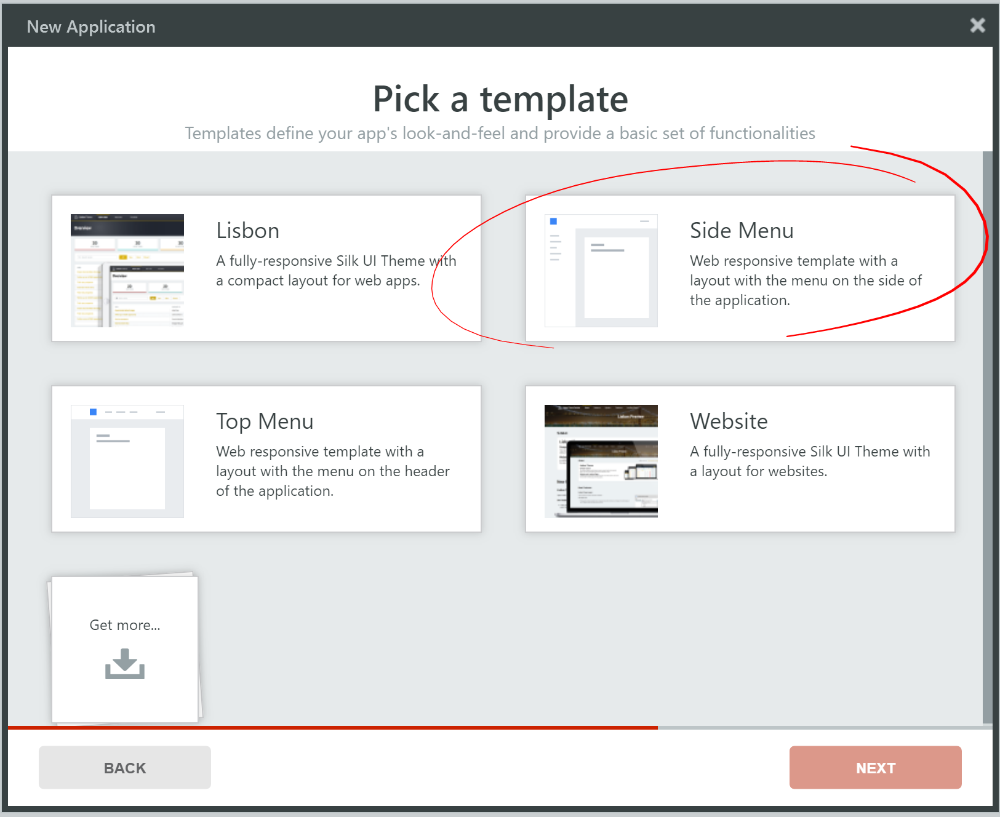 New Application
Pick a template
Templates define your app's look-and-feel and provide a basic set of functionalities
Lisbon
A fully-responsive Silk UI Theme with
a compact layout for web apps.
Side Menu
Web responsive template with a
layout with the menu on the side of
the application.
Top Menu
Web responsive template with a
layout with the menu on the header
of the application.
Website
A fully-responsive Silk UI Theme with
a layout for websites.
Get more...
BACK
NEXT